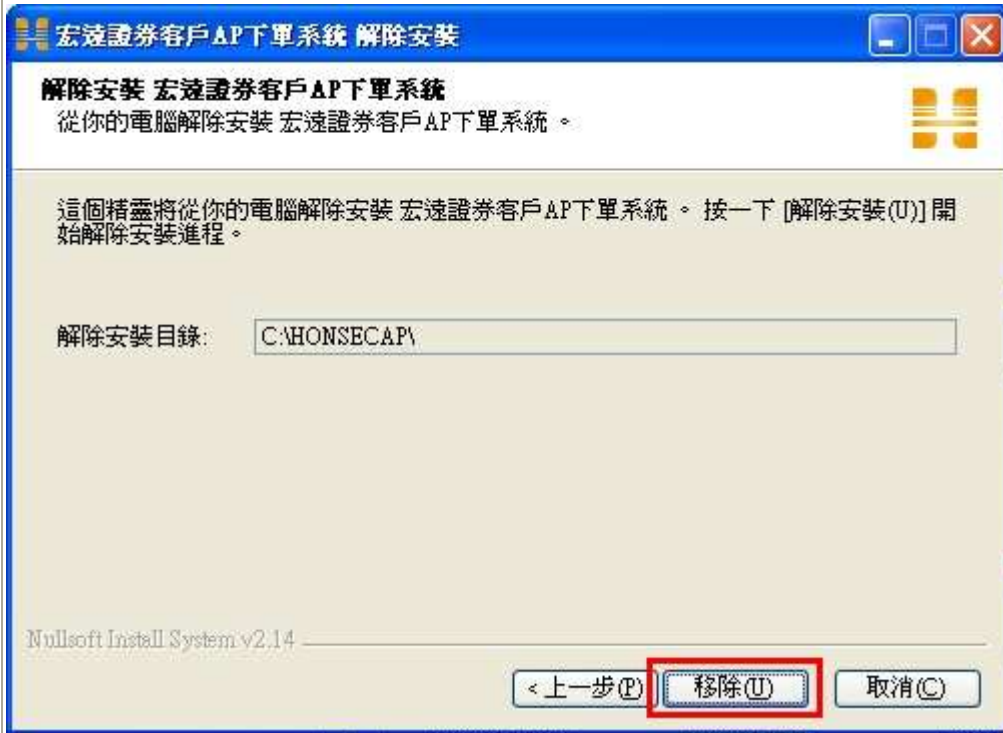 宏遠證券客戶AP下單系統 解除安裝
解除安裝 宏遠證券客戶AP下單系統
從你的電腦解除安裝 宏遠證券客戶AP下單系統 。
這個精靈將從你的電腦解除安裝 宏遠證券客戶AP下單系統 。 按一下 [解除安裝(U)] 開
始解除安裝進程。
解除安裝目錄: C:\HONSECAP\
Nullsoft Install System v2.14
< 上一步(P) 移除(U) 取消(C)